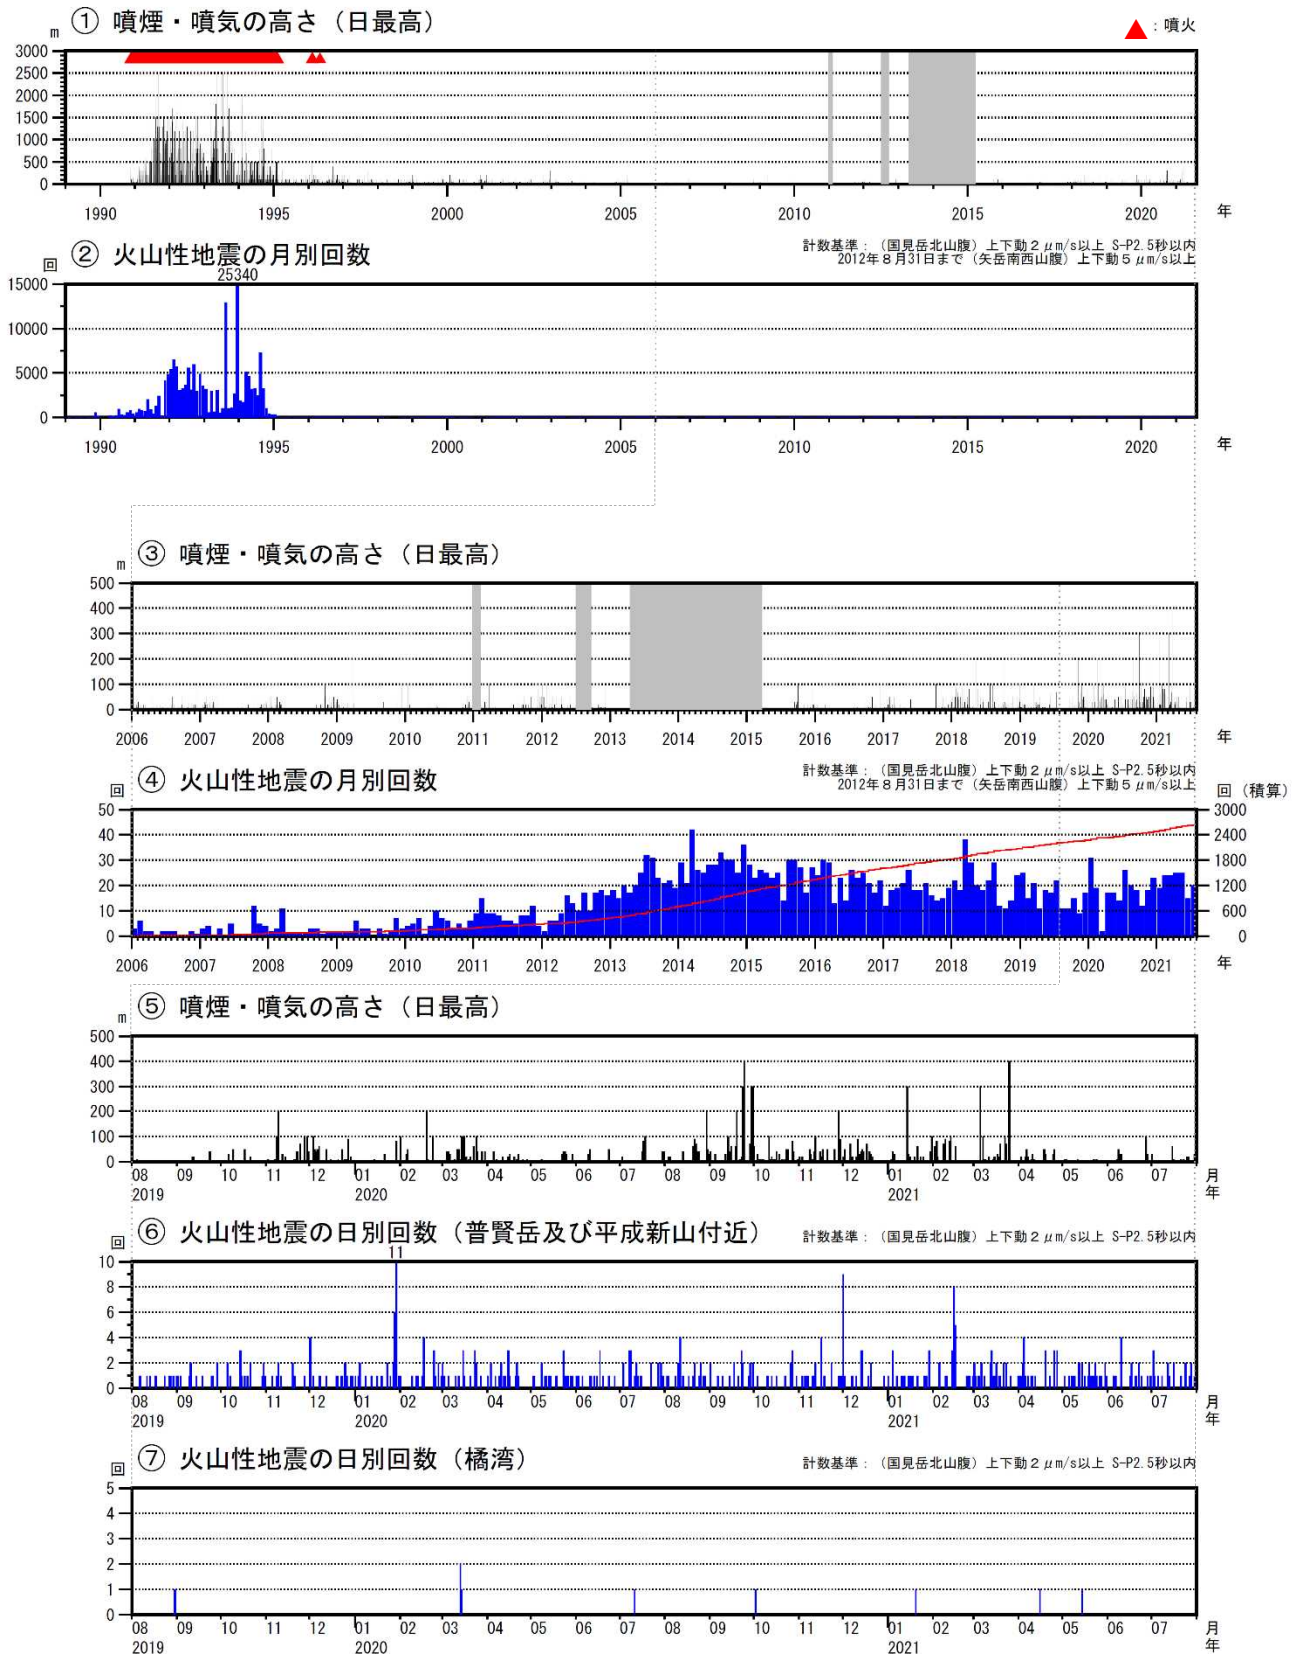 ① 噴煙・噴気の高さ（日最高）
▲：噴火
m
3000
2500
2000
1500
1000
500
0
1990 1995 2000 2005 2010 2015 2020 年
② 火山性地震の月別回数
計数基準：（国見岳北山腹）上下動２μm/s以上 S-P2.5秒以内
2012年８月31日まで（矢岳南西山腹）上下動５μm/s以上
回
25340
15000
10000
5000
0
1990 1995 2000 2005 2010 2015 2020 年
③ 噴煙・噴気の高さ（日最高）
m
500
400
300
200
100
0
2006 2007 2008 2009 2010 2011 2012 2013 2014 2015 2016 2017 2018 2019 2020 2021 年
④ 火山性地震の月別回数
計数基準：（国見岳北山腹）上下動２μm/s以上 S-P2.5秒以内
2012年８月31日まで（矢岳南西山腹）上下動５μm/s以上
回 回（積算）
50 3000
40 2400
30 1800
20 1200
10 600
0 0
2006 2007 2008 2009 2010 2011 2012 2013 2014 2015 2016 2017 2018 2019 2020 2021 年
⑤ 噴煙・噴気の高さ（日最高）
m
500
400
300
200
100
0
08 09 10 11 12 01 02 03 04 05 06 07 08 09 10 11 12 01 02 03 04 05 06 07 月
2019 2020 2021 年
⑥ 火山性地震の日別回数（普賢岳及び平成新山付近）
計数基準：（国見岳北山腹）上下動２μm/s以上 S-P2.5秒以内
回
11
10
8
6
4
2
0
08 09 10 11 12 01 02 03 04 05 06 07 08 09 10 11 12 01 02 03 04 05 06 07 月
2019 2020 2021 年
⑦ 火山性地震の日別回数（橘湾）
計数基準：（国見岳北山腹）上下動２μm/s以上 S-P2.5秒以内
回
5
4
3
2
1
0
08 09 10 11 12 01 02 03 04 05 06 07 08 09 10 11 12 01 02 03 04 05 06 07 月
2019 2020 2021 年